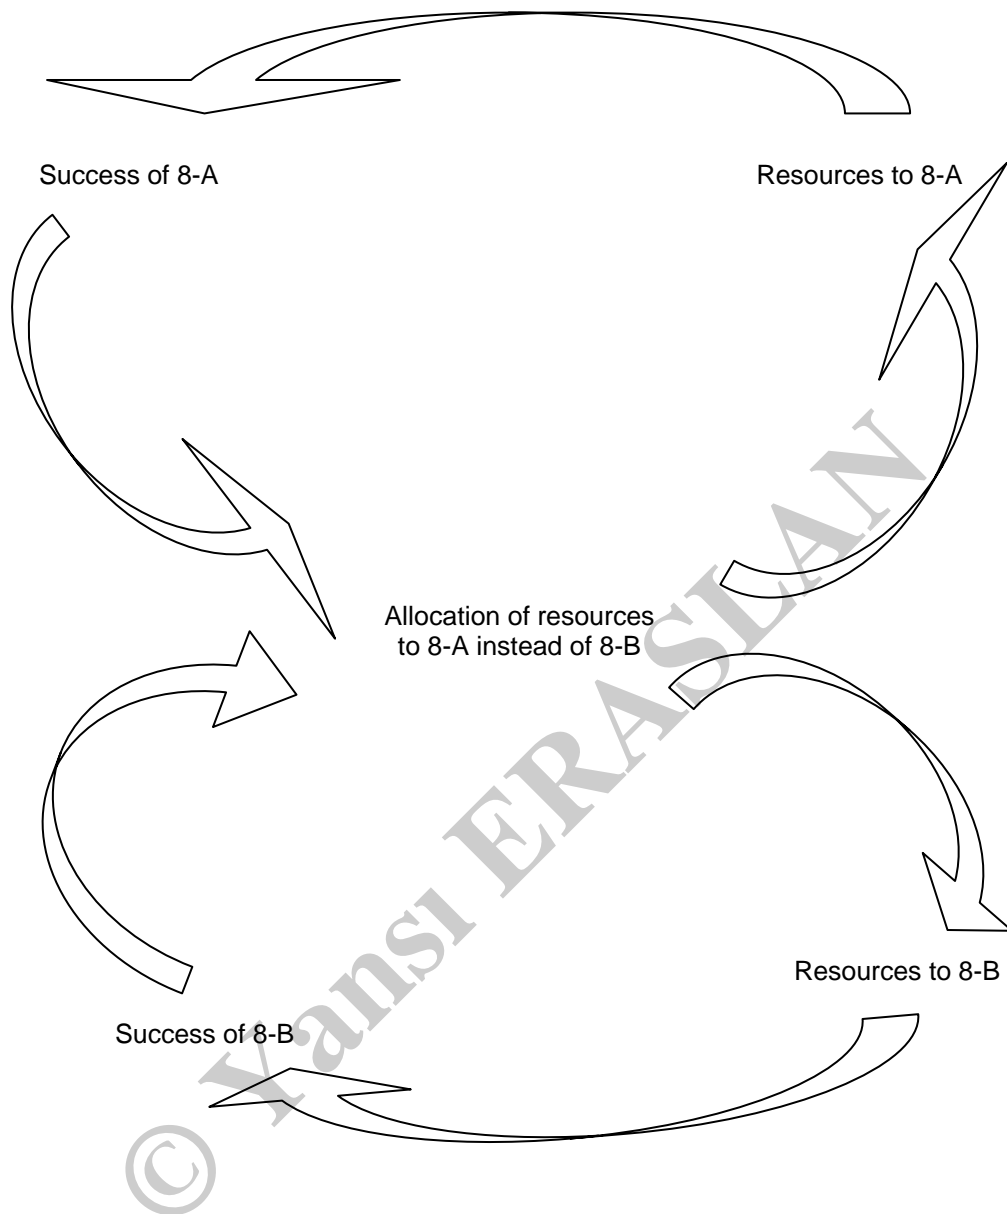 Success of 8-A
Resources to 8-A
Allocation of resources
to 8-A instead of 8-B
Resources to 8-B
Success of 8-B
© Yansı ERASLAN